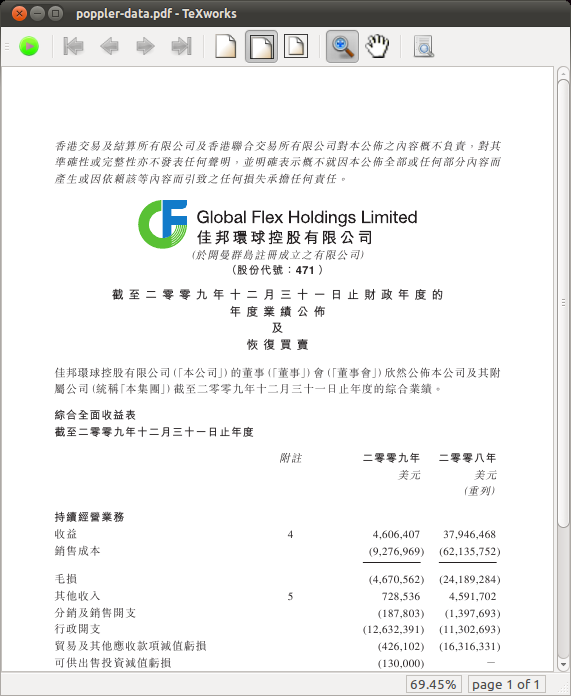 poppler-data.pdf - TeXworks
香港交易及結算所有限公司及香港聯合交易所有限公司對本公佈之內容概不負責，對其
準確性或完整性亦不發表任何聲明，並明確表示概不就因本公佈全部或任何部分內容而
產生或因依賴該等內容而引致之任何損失承擔任何責任。
Global Flex Holdings Limited
佳邦環球控股有限公司
(於開曼群島註冊成立之有限公司)
(股份代號：471)
截至二零零九年十二月三十一日止財政年度的
年度業績公佈
及
恢復買賣
佳邦環球控股有限公司(「本公司」)的董事(「董事」)會(「董事會」)欣然公佈本公司及其附
屬公司(統稱「本集團」)截至二零零九年十二月三十一日止年度的綜合業績。
綜合全面收益表
截至二零零九年十二月三十一日止年度
附註 二零零九年 二零零八年
美元 美元
(重列)
持續經營業務
收益 4 4,606,407 37,946,468
銷售成本 (9,276,969) (62,135,752)
毛損 (4,670,562) (24,189,284)
其他收入 5 728,536 4,591,702
分銷及銷售開支 (187,803) (1,397,693)
行政開支 (12,632,391) (11,302,693)
貿易及其他應收款項減值虧損 (426,102) (16,316,331)
可供出售投資減值虧損 (130,000) —
69.45% page 1 of 1